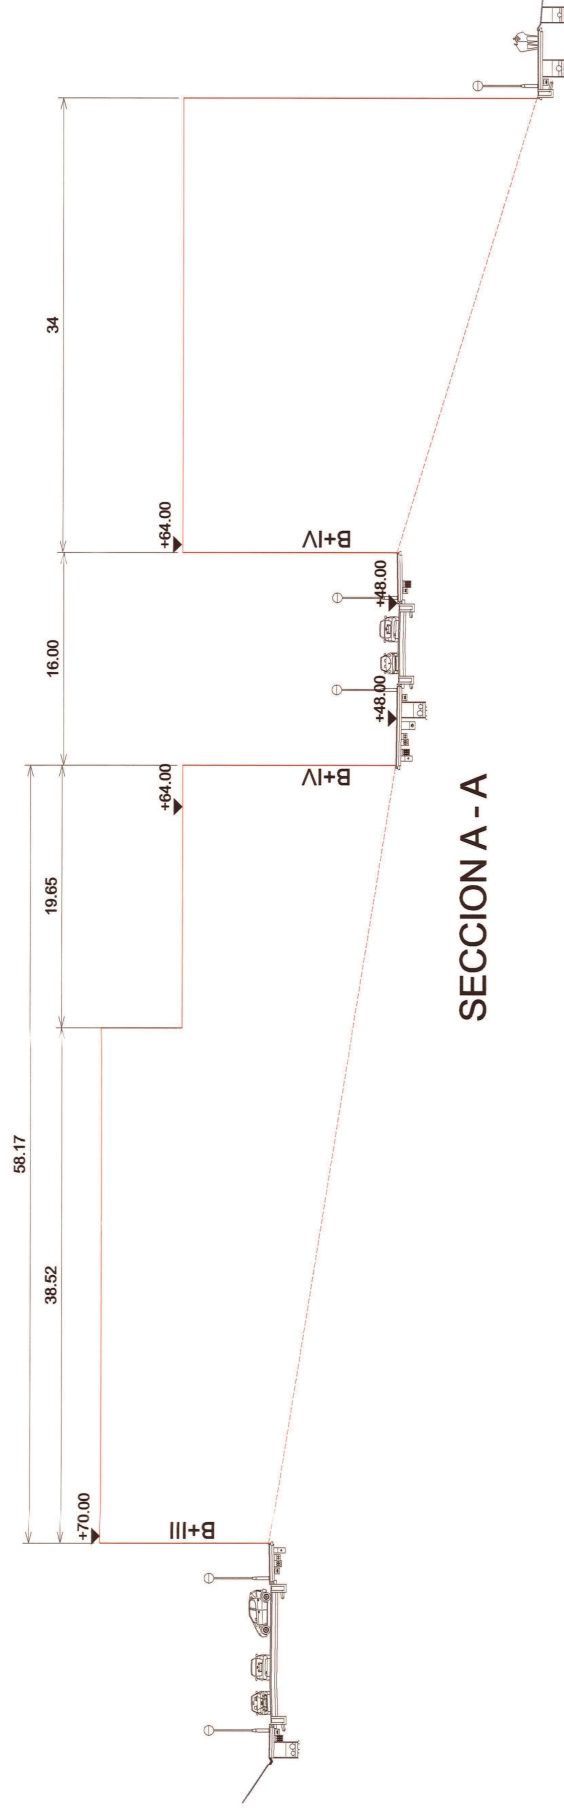 58.17
38.52
19.65
16.00
34
+70.00
+64.00
+64.00
B+III
B+IV
B+IV
+48.00
+48.00
SECCION A - A